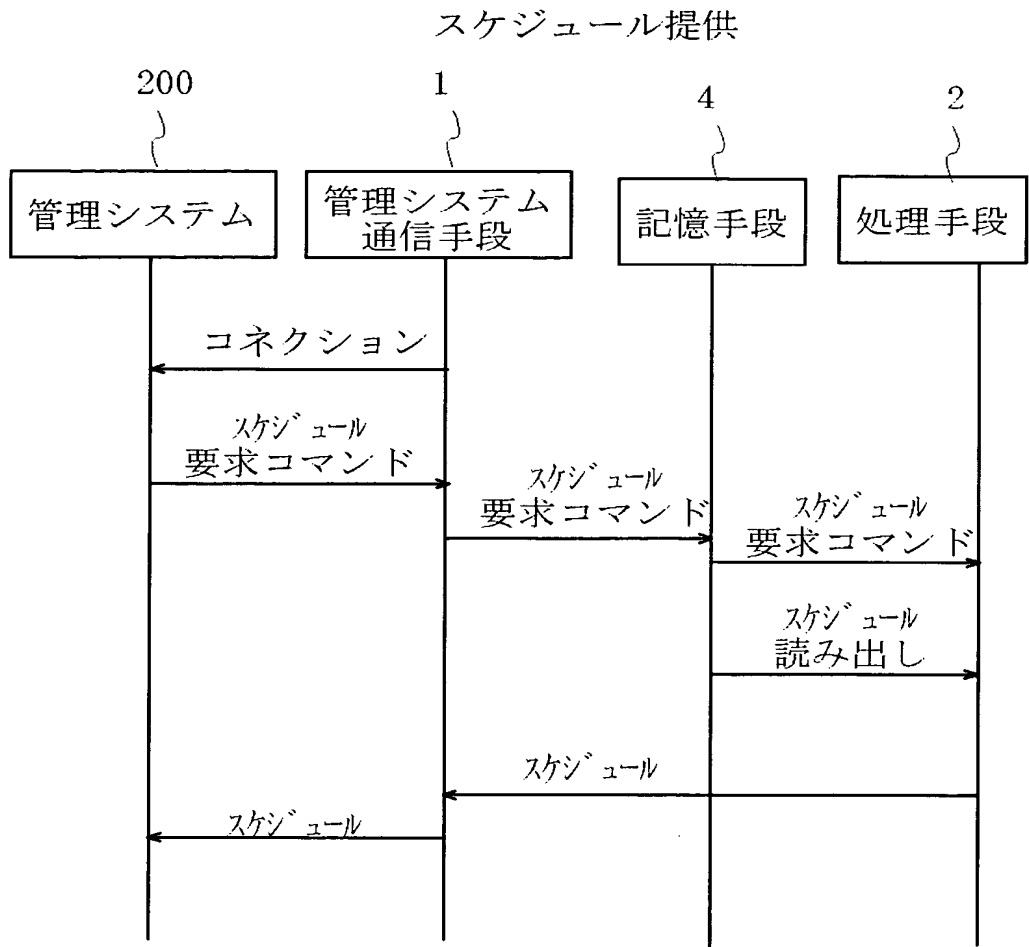 スケジュール提供
200
1
4
2
管理システム
管理システム
通信手段
記憶手段
処理手段
コネクション
スケジュール
要求コマンド
スケジュール
要求コマンド
スケジュール
要求コマンド
スケジュール
読み出し
スケジュール
スケジュール